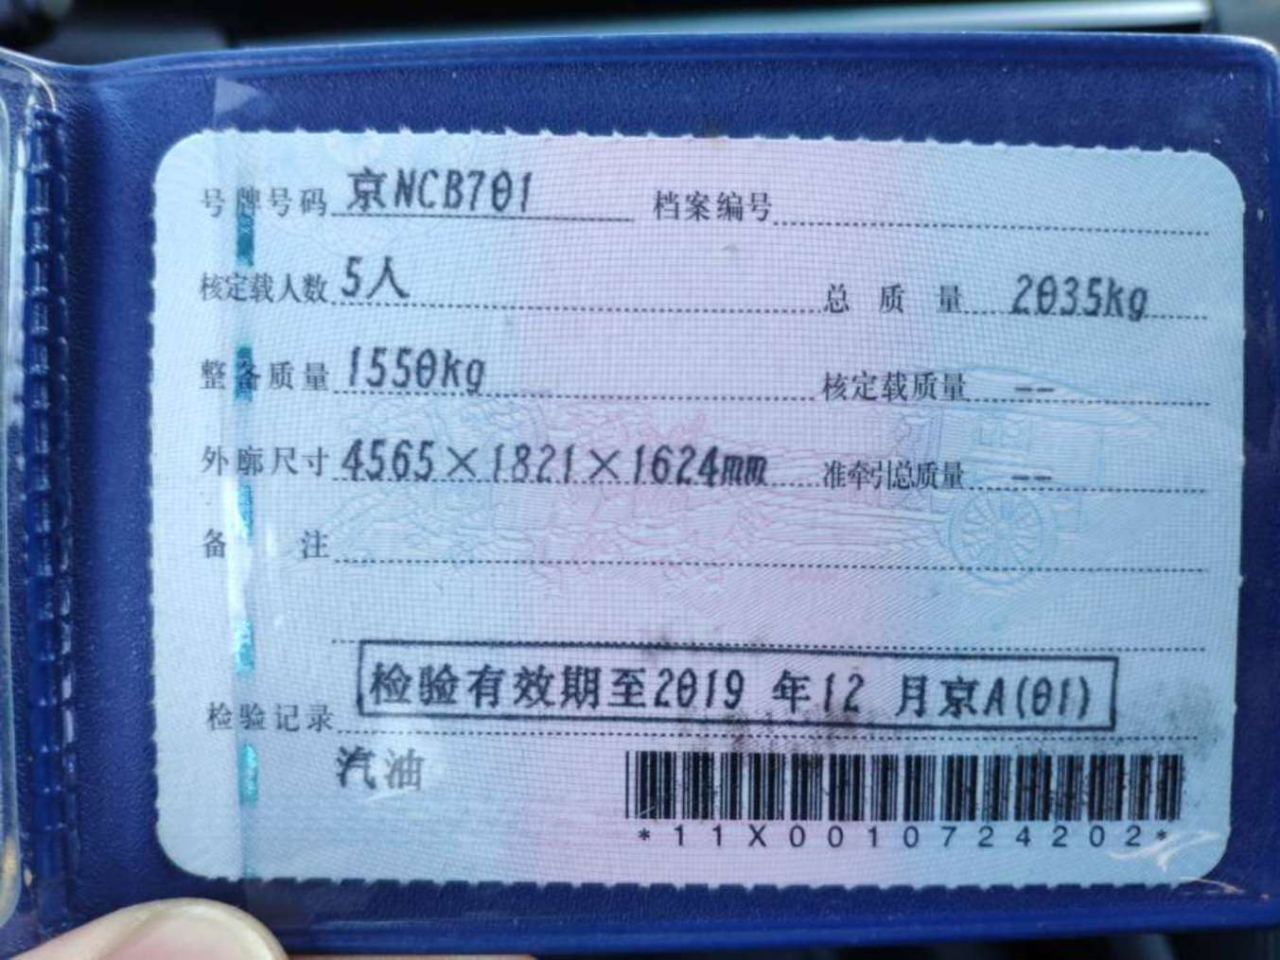 号牌号码 京NCB701 档案编号
核定载人数 5人 总质量 2035kg
整备质量 1550kg 核定载质量 --
外廓尺寸 4565×1821×1624mm 准牵引总质量 --
备注
检验记录 检验有效期至2019 年12 月京A(01)
汽油
*11X0010724202*